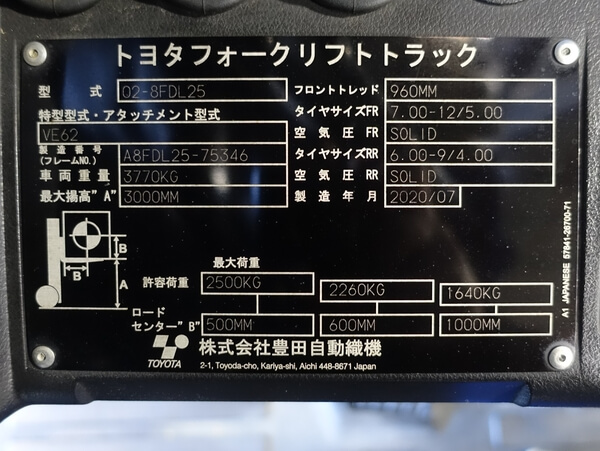 トヨタフォークリフトトラック
型式 02-8FDL25 フロントトレッド 960MM
特型型式・アタッチメント型式 タイヤサイズFR 7.00-12/5.00
VE62 空気圧 FR SOLID
製造番号 (フレームNO.) A8FDL25-75346 タイヤサイズRR 6.00-9/4.00
車両重量 3770KG 空気圧 RR SOLID
最大揚高"A" 3000MM 製造年月 2020/07
最大荷重
許容荷重 2500KG 2260KG 1640KG
ロード
センター"B" 500MM 600MM 1000MM
B
B
A
TOYOTA 株式会社豊田自動織機
2-1, Toyoda-cho, Kariya-shi, Aichi 448-8671 Japan
A1 JAPANESE 57841-26700-71